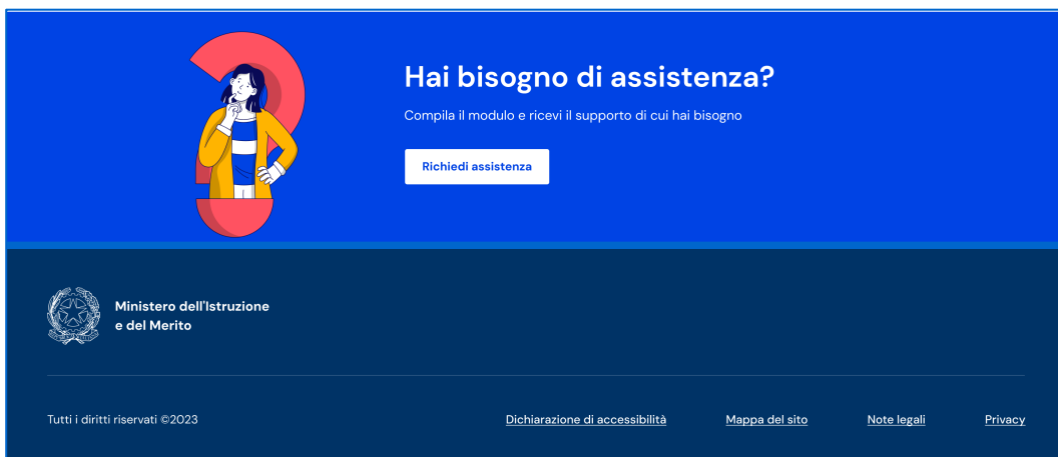 Hai bisogno di assistenza?
Compila il modulo e ricevi il supporto di cui hai bisogno
Richiedi assistenza
Ministero dell'Istruzione
e del Merito
Tutti i diritti riservati ©2023
Dichiarazione di accessibilità
Mappa del sito
Note legali
Privacy